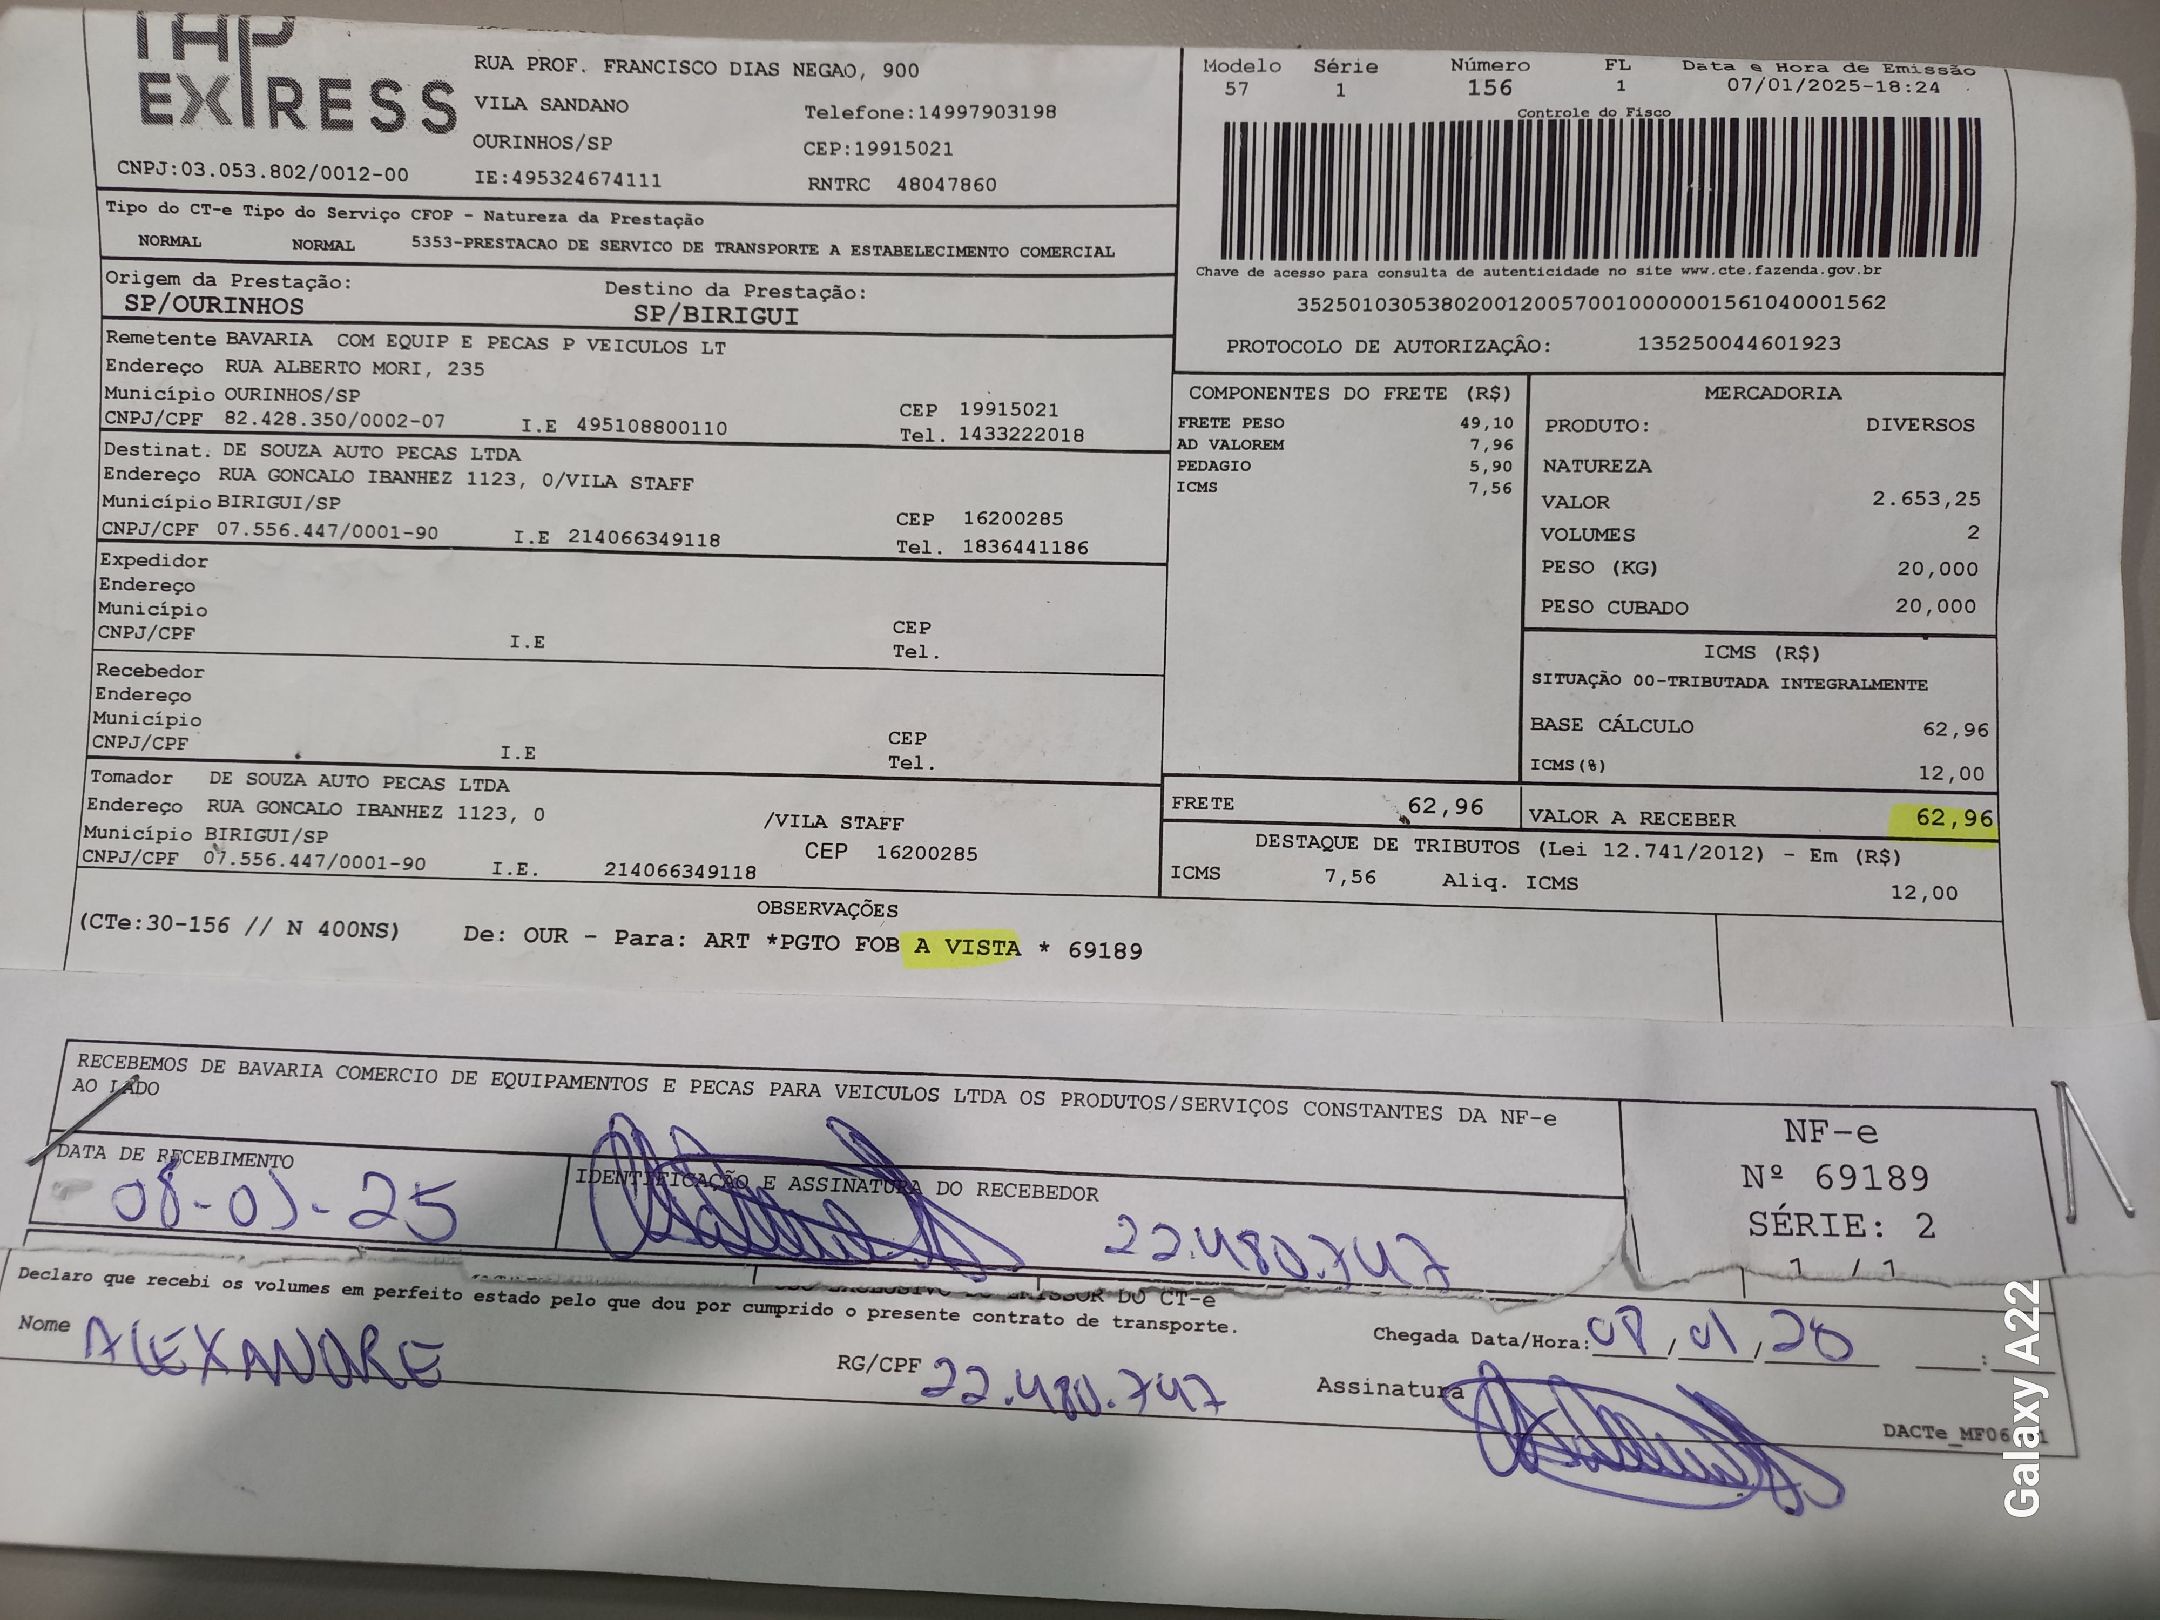 EXPRESS
RUA PROF. FRANCISCO DIAS NEGAO, 900
VILA SANDANO
Telefone:14997903198
OURINHOS/SP
CEP:19915021
CNPJ:03.053.802/0012-00
IE:495324674111
RNTRC 48047860
Modelo Série Número FL Data e Hora de Emissão
57 1 156 1 07/01/2025-18:24
Controle do Fisco
Chave de acesso para consulta de autenticidade no site www.cte.fazenda.gov.br
35250103053802001200570010000001561040001562
PROTOCOLO DE AUTORIZAÇÂO: 135250044601923
Tipo do CT-e Tipo do Serviço CFOP - Natureza da Prestação
NORMAL NORMAL 5353-PRESTACAO DE SERVICO DE TRANSPORTE A ESTABELECIMENTO COMERCIAL
Origem da Prestação: Destino da Prestação:
SP/OURINHOS SP/BIRIGUI
Remetente BAVARIA COM EQUIP E PECAS P VEICULOS LT
Endereço RUA ALBERTO MORI, 235
Município OURINHOS/SP CEP 19915021
CNPJ/CPF 82.428.350/0002-07 I.E 495108800110 Tel. 1433222018
Destinat. DE SOUZA AUTO PECAS LTDA
Endereço RUA GONCALO IBANHEZ 1123, 0/VILA STAFF
Município BIRIGUI/SP CEP 16200285
CNPJ/CPF 07.556.447/0001-90 I.E 214066349118 Tel. 1836441186
Expedidor
Endereço
Município CEP
CNPJ/CPF I.E Tel.
Recebedor
Endereço
Município CEP
CNPJ/CPF I.E Tel.
Tomador DE SOUZA AUTO PECAS LTDA
Endereço RUA GONCALO IBANHEZ 1123, 0 /VILA STAFF
Município BIRIGUI/SP CEP 16200285
CNPJ/CPF 07.556.447/0001-90 I.E. 214066349118
COMPONENTES DO FRETE (R$)
FRETE PESO 49,10
AD VALOREM 7,96
PEDAGIO 5,90
ICMS 7,56
MERCADORIA
PRODUTO: DIVERSOS
NATUREZA
VALOR 2.653,25
VOLUMES 2
PESO (KG) 20,000
PESO CUBADO 20,000
ICMS (R$)
SITUAÇÃO 00-TRIBUTADA INTEGRALMENTE
BASE CÁLCULO 62,96
ICMS(%) 12,00
FRETE 62,96 VALOR A RECEBER 62,96
DESTAQUE DE TRIBUTOS (Lei 12.741/2012) - Em (R$)
ICMS 7,56 Aliq. ICMS 12,00
OBSERVAÇÕES
(CTe:30-156 // N 400NS) De: OUR - Para: ART *PGTO FOB A VISTA * 69189
RECEBEMOS DE BAVARIA COMERCIO DE EQUIPAMENTOS E PECAS PARA VEICULOS LTDA OS PRODUTOS/SERVIÇOS CONSTANTES DA NF-e
AO LADO
DATA DE RECEBIMENTO
08-01-25
IDENTIFICAÇÃO E ASSINATURA DO RECEBEDOR
22.480.747
NF-e
Nº 69189
SÉRIE: 2
1 / 1
DO CT-e
Declaro que recebi os volumes em perfeito estado pelo que dou por cumprido o presente contrato de transporte.
Nome ALEXANDRE
RG/CPF 22.480.747
Chegada Data/Hora: 08/01/20 :
Assinatura
Galaxy A22